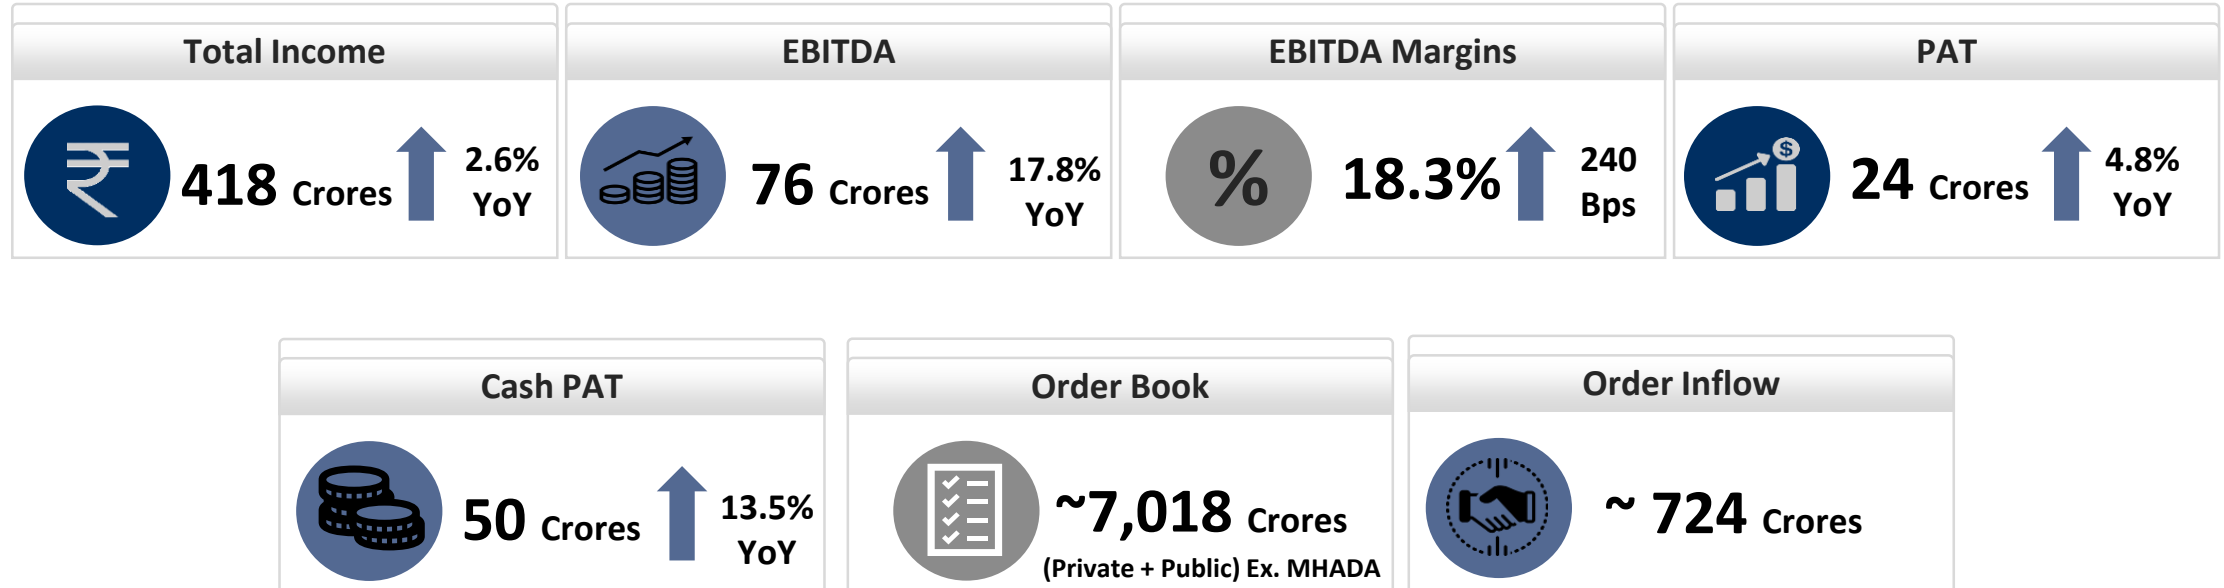 Total Income
₹
418 Crores
2.6%
YoY
EBITDA
76 Crores
17.8%
YoY
EBITDA Margins
%
18.3%
240
Bps
PAT
$
24 Crores
4.8%
YoY
Cash PAT
50 Crores
13.5%
YoY
Order Book
~7,018 Crores
(Private + Public) Ex. MHADA
Order Inflow
~ 724 Crores